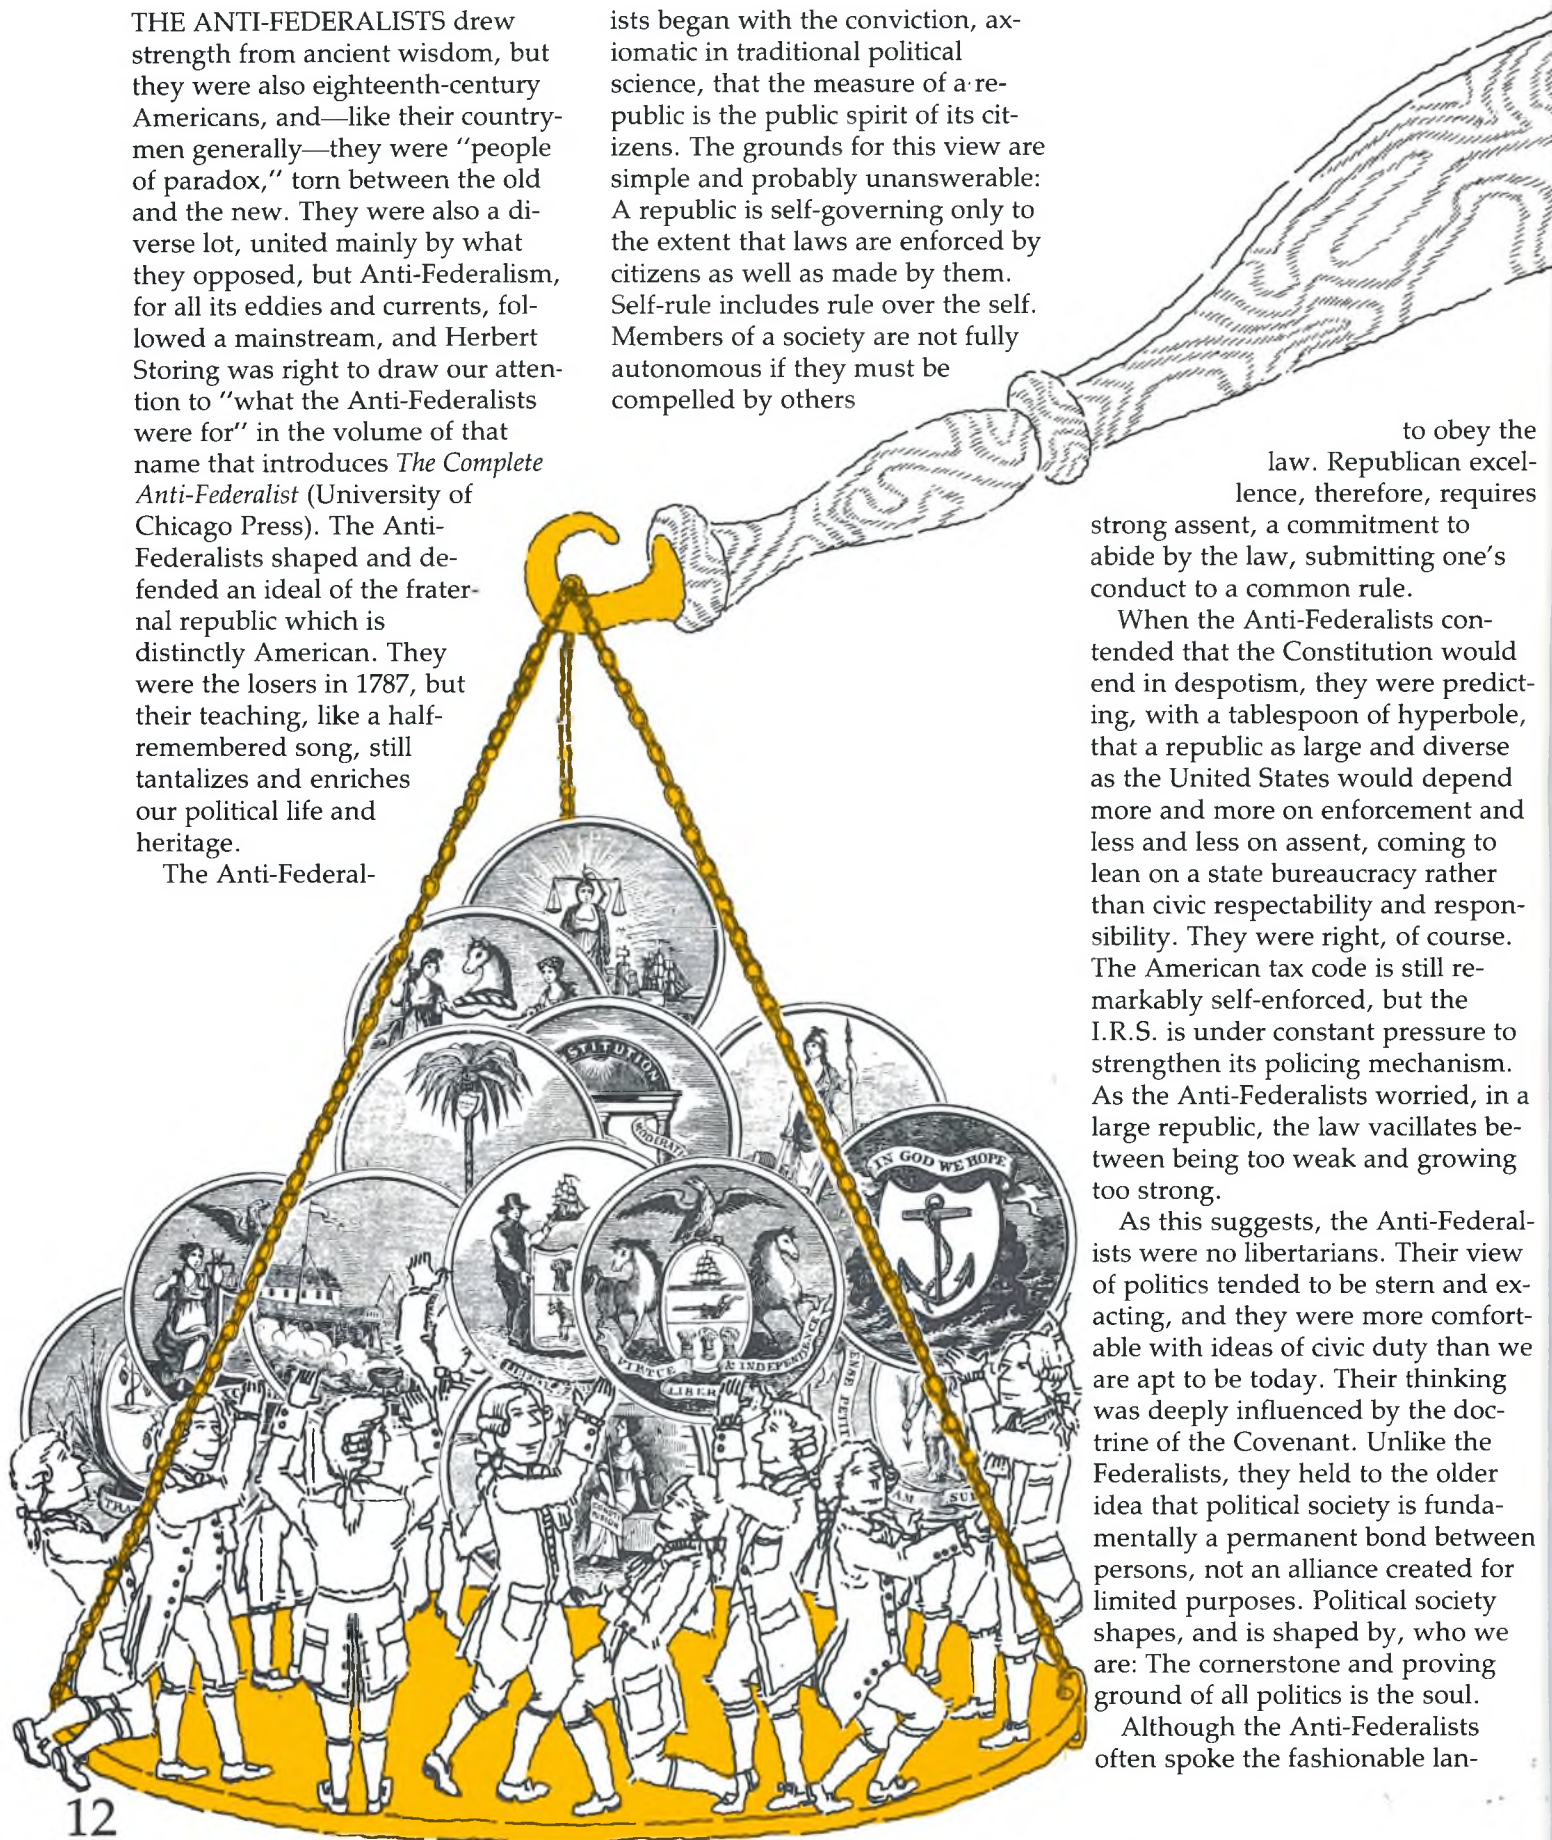 THE ANTI-FEDERALISTS drew
strength from ancient wisdom, but
they were also eighteenth-century
Americans, and—like their country-
men generally—they were "people
of paradox," torn between the old
and the new. They were also a di-
verse lot, united mainly by what
they opposed, but Anti-Federalism,
for all its eddies and currents, fol-
lowed a mainstream, and Herbert
Storing was right to draw our atten-
tion to "what the Anti-Federalists
were for" in the volume of that
name that introduces The Complete
Anti-Federalist (University of
Chicago Press). The Anti-
Federalists shaped and de-
fended an ideal of the frater-
nal republic which is
distinctly American. They
were the losers in 1787, but
their teaching, like a half-
remembered song, still
tantalizes and enriches
our political life and
heritage.
The Anti-Federal-
ists began with the conviction, ax-
iomatic in traditional political
science, that the measure of a re-
public is the public spirit of its cit-
izens. The grounds for this view are
simple and probably unanswerable:
A republic is self-governing only to
the extent that laws are enforced by
citizens as well as made by them.
Self-rule includes rule over the self.
Members of a society are not fully
autonomous if they must be
compelled by others
to obey the
law. Republican excel-
lence, therefore, requires
strong assent, a commitment to
abide by the law, submitting one's
conduct to a common rule.
When the Anti-Federalists con-
tended that the Constitution would
end in despotism, they were predict-
ing, with a tablespoon of hyperbole,
that a republic as large and diverse
as the United States would depend
more and more on enforcement and
less and less on assent, coming to
lean on a state bureaucracy rather
than civic respectability and respon-
sibility. They were right, of course.
The American tax code is still re-
markably self-enforced, but the
I.R.S. is under constant pressure to
strengthen its policing mechanism.
As the Anti-Federalists worried, in a
large republic, the law vacillates be-
tween being too weak and growing
too strong.
As this suggests, the Anti-Federal-
ists were no libertarians. Their view
of politics tended to be stern and ex-
acting, and they were more comfort-
able with ideas of civic duty than we
are apt to be today. Their thinking
was deeply influenced by the doc-
trine of the Covenant. Unlike the
Federalists, they held to the older
idea that political society is funda-
mentally a permanent bond between
persons, not an alliance created for
limited purposes. Political society
shapes, and is shaped by, who we
are: The cornerstone and proving
ground of all politics is the soul.
Although the Anti-Federalists
often spoke the fashionable lan-
IN GOD WE HOPE
VIRTUE
& INDEPENDENCE
LIBER
12